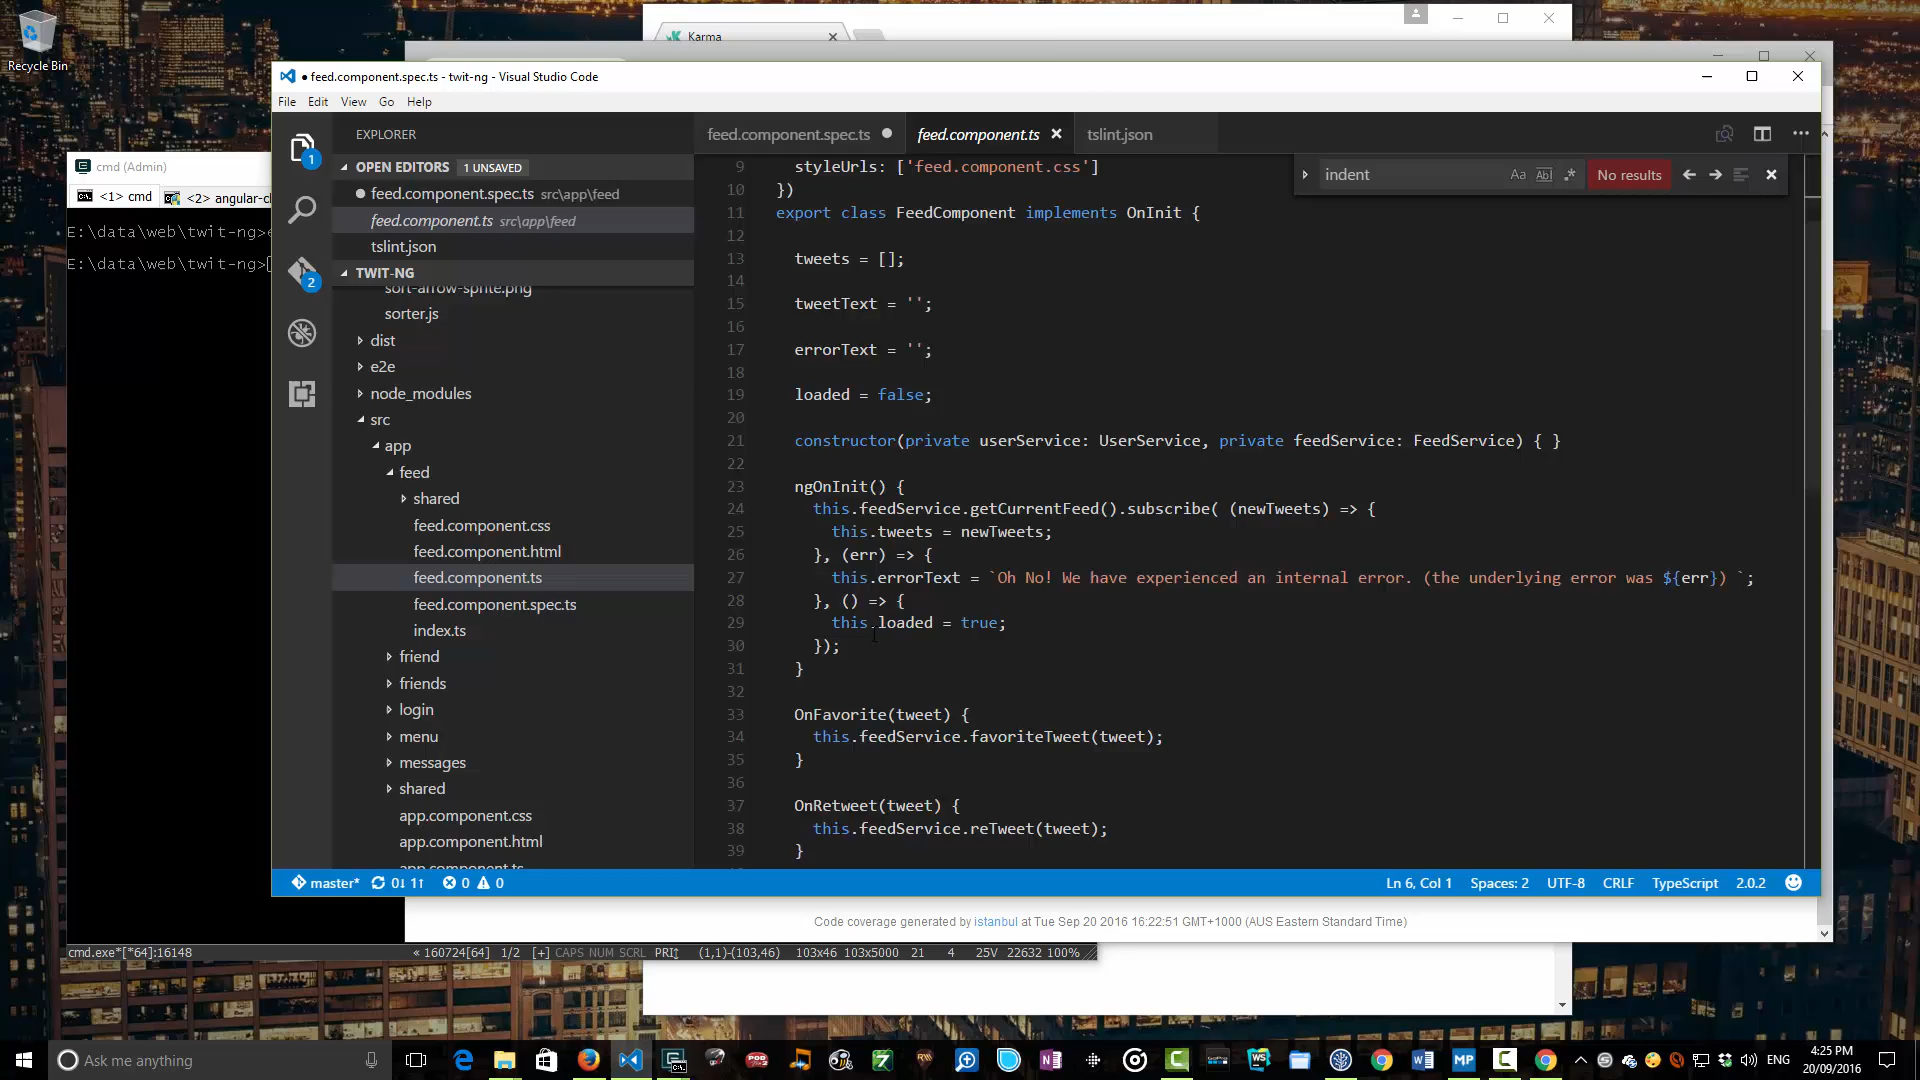 Recycle Bin
Karma
feed.component.spec.ts - twit-ng - Visual Studio Code
File Edit View Go Help
EXPLORER
feed.component.spec.ts feed.component.ts tslint.json
cmd (Admin)
<1> cmd <2> angular-cl
E:\data\web\twit-ng>
E:\data\web\twit-ng>
OPEN EDITORS 1 UNSAVED
feed.component.spec.ts src\app\feed
feed.component.ts src\app\feed
tslint.json
TWIT-NG
sort-arrow-sprite.png
sorter.js
dist
e2e
node_modules
src
app
feed
shared
feed.component.css
feed.component.html
feed.component.ts
feed.component.spec.ts
index.ts
friend
friends
login
menu
messages
shared
app.component.css
app.component.html
app.component.ts
indent Aa Abl .* No results
9 styleUrls: ['feed.component.css']
10 })
11 export class FeedComponent implements OnInit {
12
13 tweets = [];
14
15 tweetText = '';
16
17 errorText = '';
18
19 loaded = false;
20
21 constructor(private userService: UserService, private feedService: FeedService) { }
22
23 ngOnInit() {
24 this.feedService.getCurrentFeed().subscribe( (newTweets) => {
25 this.tweets = newTweets;
26 }, (err) => {
27 this.errorText = `Oh No! We have experienced an internal error. (the underlying error was ${err}) `;
28 }, () => {
29 this.loaded = true;
30 });
31 }
32
33 OnFavorite(tweet) {
34 this.feedService.favoriteTweet(tweet);
35 }
36
37 OnRetweet(tweet) {
38 this.feedService.reTweet(tweet);
39 }
1
2
master* 0↓ 1↑ 0 0 Ln 6, Col 1 Spaces: 2 UTF-8 CRLF TypeScript 2.0.2
Code coverage generated by istanbul at Tue Sep 20 2016 16:22:51 GMT+1000 (AUS Eastern Standard Time)
cmd.exe*[*64]:16148 « 160724[64] 1/2 [+] CAPS NUM SCRL PRI↕ (1,1)-(103,46) 103x46 103x5000 21 4 25V 22632 100%
Ask me anything
ENG
4:25 PM
20/09/2016